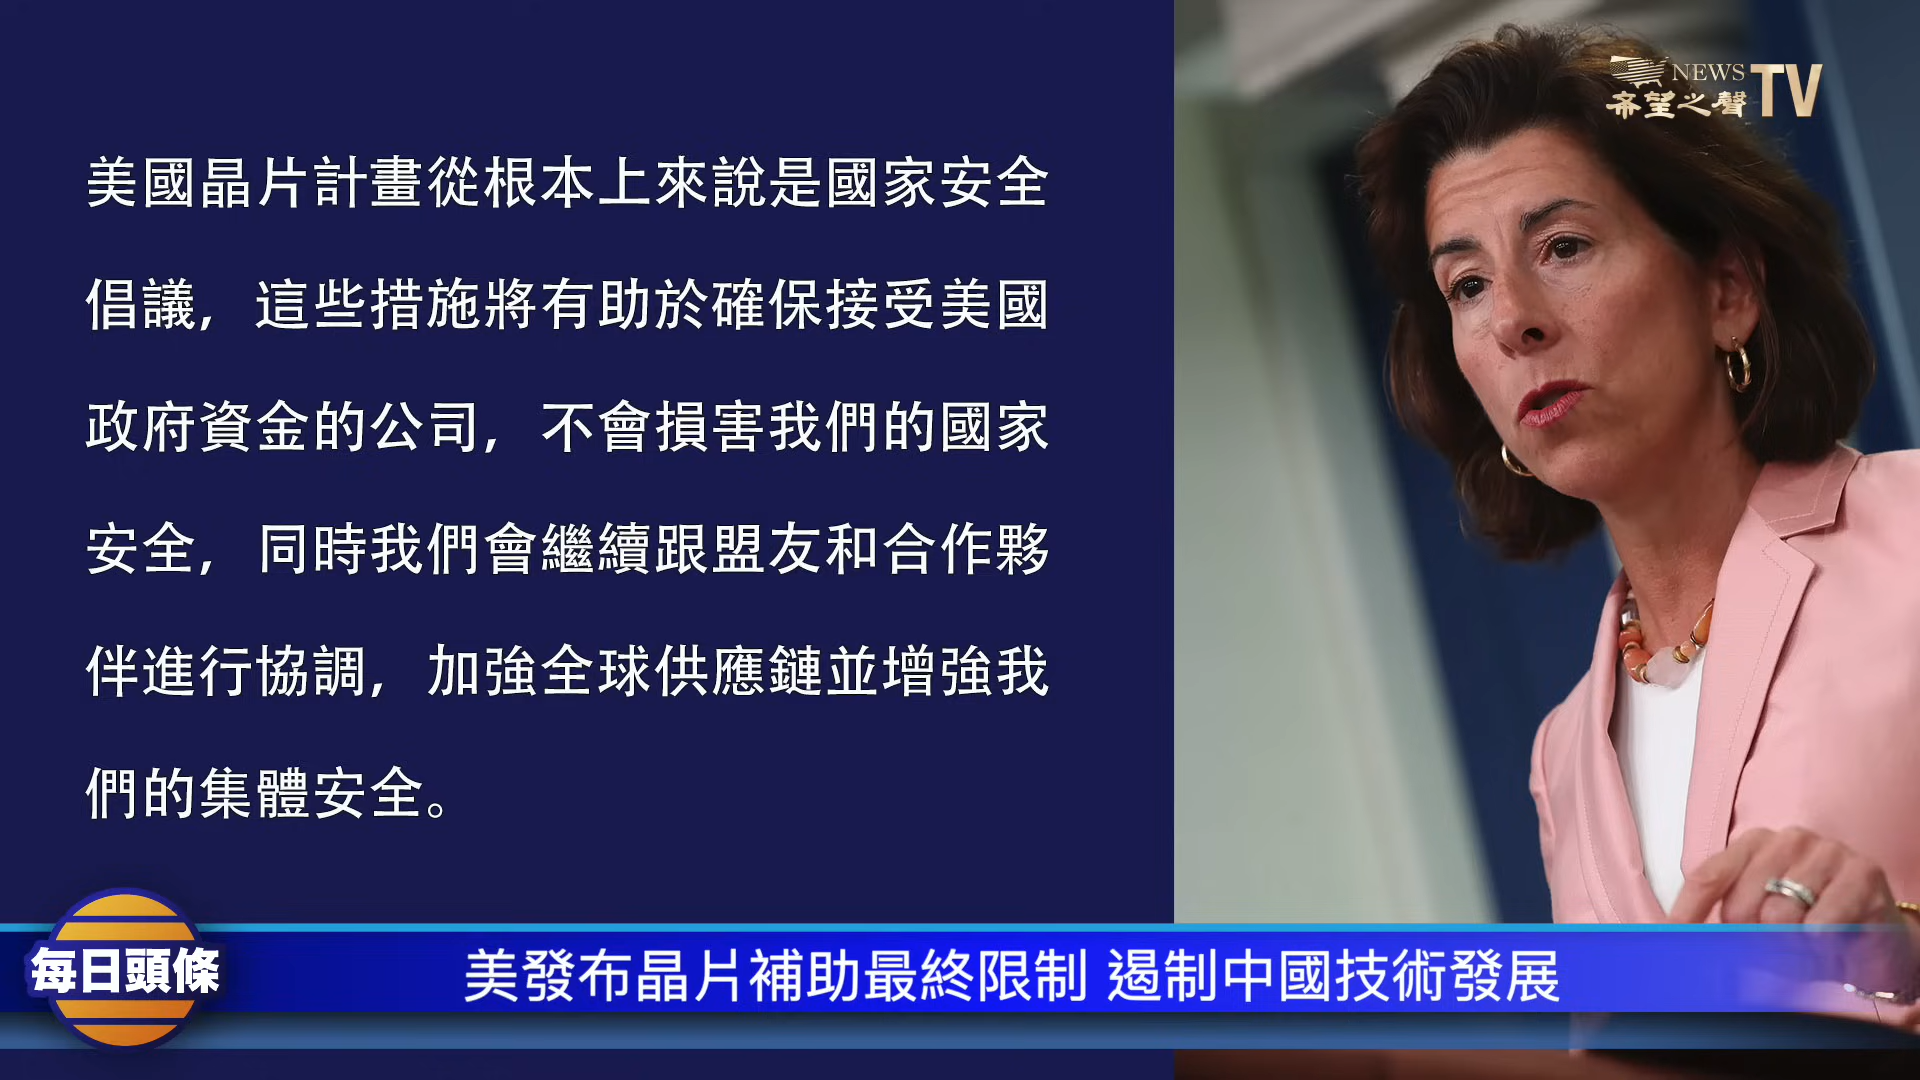 NEWS
希望之聲TV
美國晶片計畫從根本上來說是國家安全
倡議，這些措施將有助於確保接受美國
政府資金的公司，不會損害我們的國家
安全，同時我們會繼續跟盟友和合作夥
伴進行協調，加強全球供應鏈並增強我
們的集體安全。
每日頭條
美發布晶片補助最終限制 遏制中國技術發展